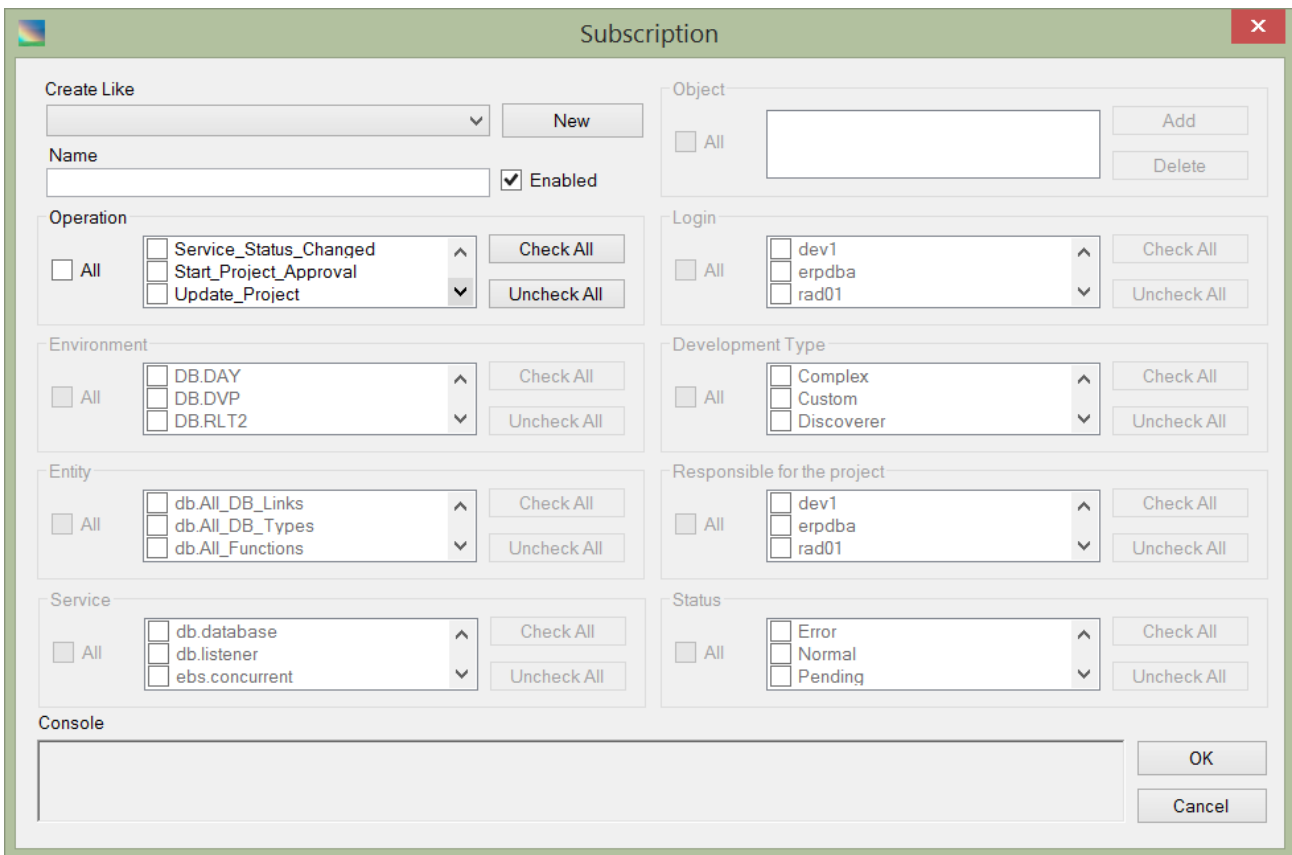 Subscription
Create Like
New
Name
Enabled
Operation
All
Service_Status_Changed
Start_Project_Approval
Update_Project
Check All
Uncheck All
Environment
All
DB.DAY
DB.DVP
DB.RLT2
Check All
Uncheck All
Entity
All
db.All_DB_Links
db.All_DB_Types
db.All_Functions
Check All
Uncheck All
Service
All
db.database
db.listener
ebs.concurrent
Check All
Uncheck All
Object
All
Add
Delete
Login
All
dev1
erpdba
rad01
Check All
Uncheck All
Development Type
All
Complex
Custom
Discoverer
Check All
Uncheck All
Responsible for the project
All
dev1
erpdba
rad01
Check All
Uncheck All
Status
All
Error
Normal
Pending
Check All
Uncheck All
Console
OK
Cancel